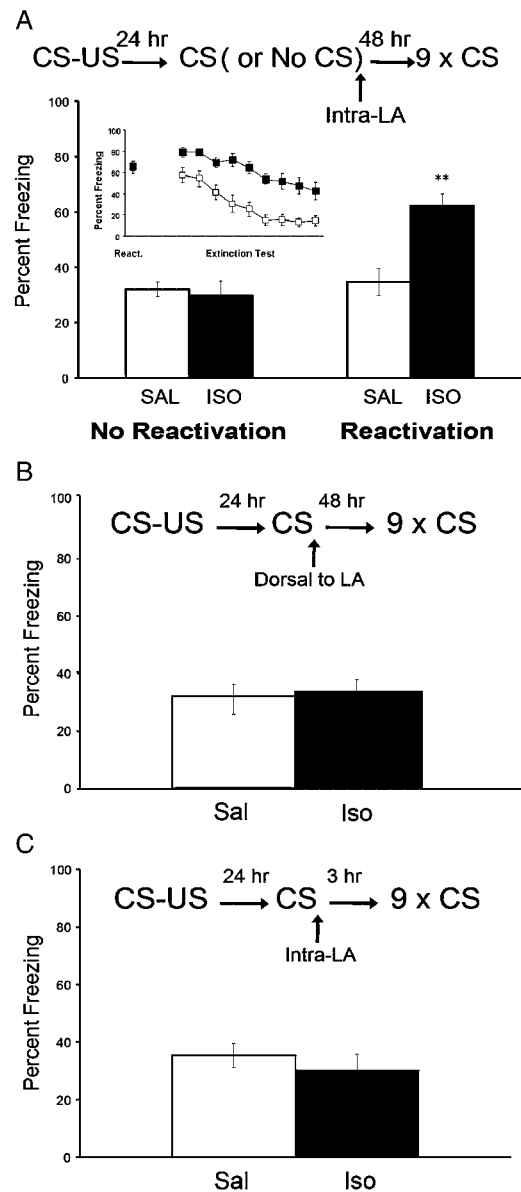 A
24 hr 48 hr
CS-US CS ( or No CS) 9 x CS
Intra-LA
Percent Freezing
100
80
60
40
20
0
Percent Freezing
100
80
60
40
20
0
React. Extinction Test
**
SAL ISO SAL ISO
No Reactivation Reactivation
B
24 hr 48 hr
CS-US CS 9 x CS
Dorsal to LA
Percent Freezing
100
80
60
40
20
0
Sal Iso
C
24 hr 3 hr
CS-US CS 9 x CS
Intra-LA
Percent Freezing
100
80
60
40
20
0
Sal Iso